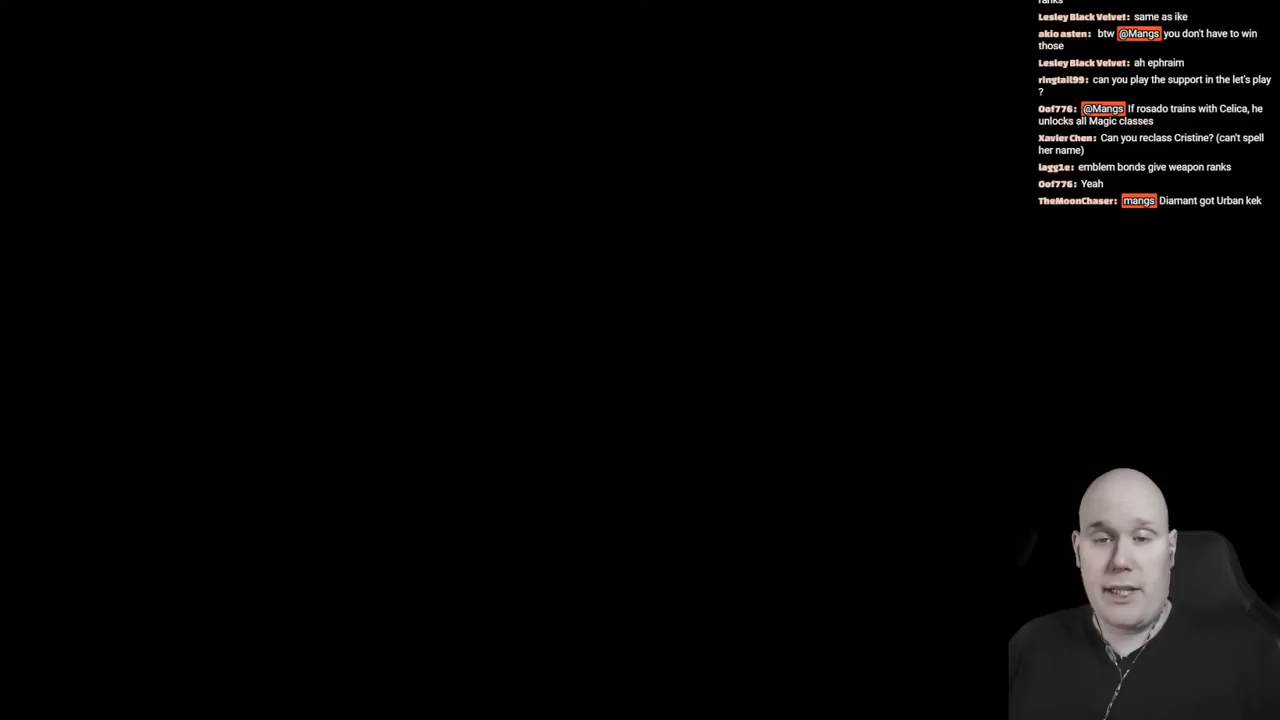 ranks
Lesley Black Velvet: same as ike
akio asten: btw @Mangs you don't have to win
those
Lesley Black Velvet: ah ephraim
ringtail99: can you play the support in the let's play
?
Oof776: @Mangs If rosado trains with Celica, he
unlocks all Magic classes
Xavier Chen: Can you reclass Cristine? (can't spell
her name)
lagg1e: emblem bonds give weapon ranks
Oof776: Yeah
TheMoonChaser: mangs Diamant got Urban kek